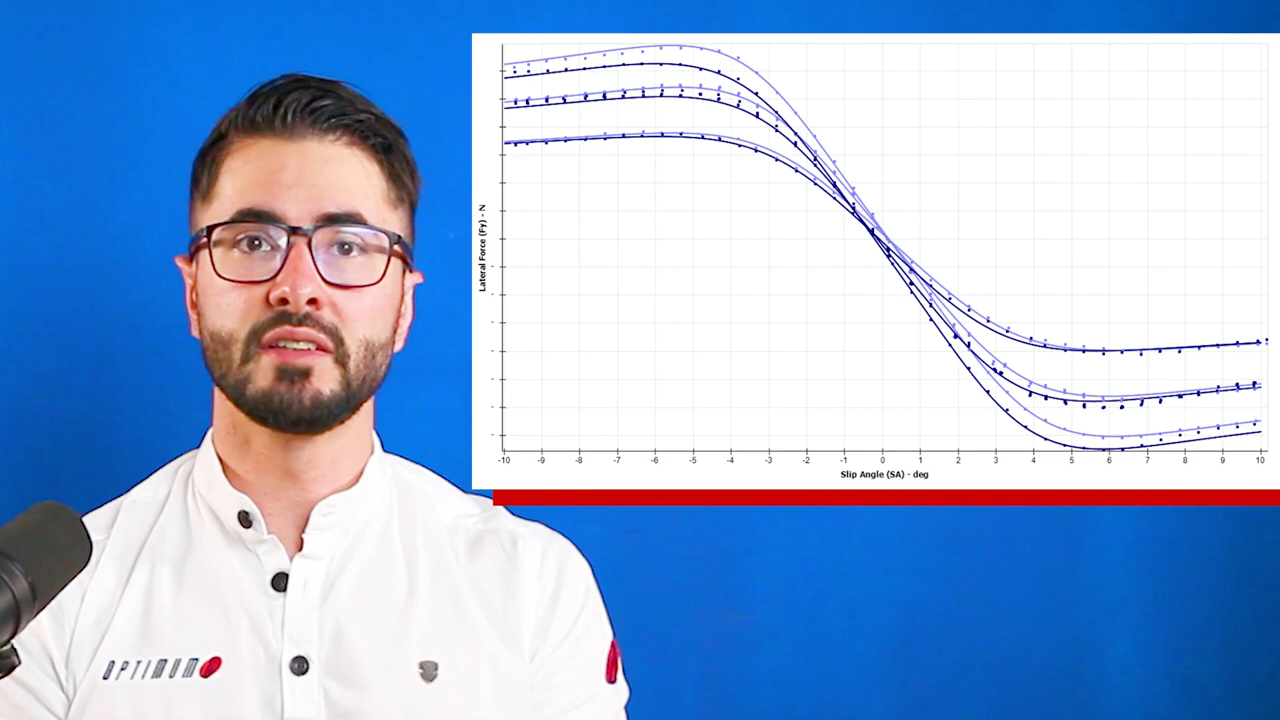 Lateral Force (Fy) - N
-10 -9 -8 -7 -6 -5 -4 -3 -2 -1 0 1 2 3 4 5 6 7 8 9 10
Slip Angle (SA) - deg
OPTIMUM